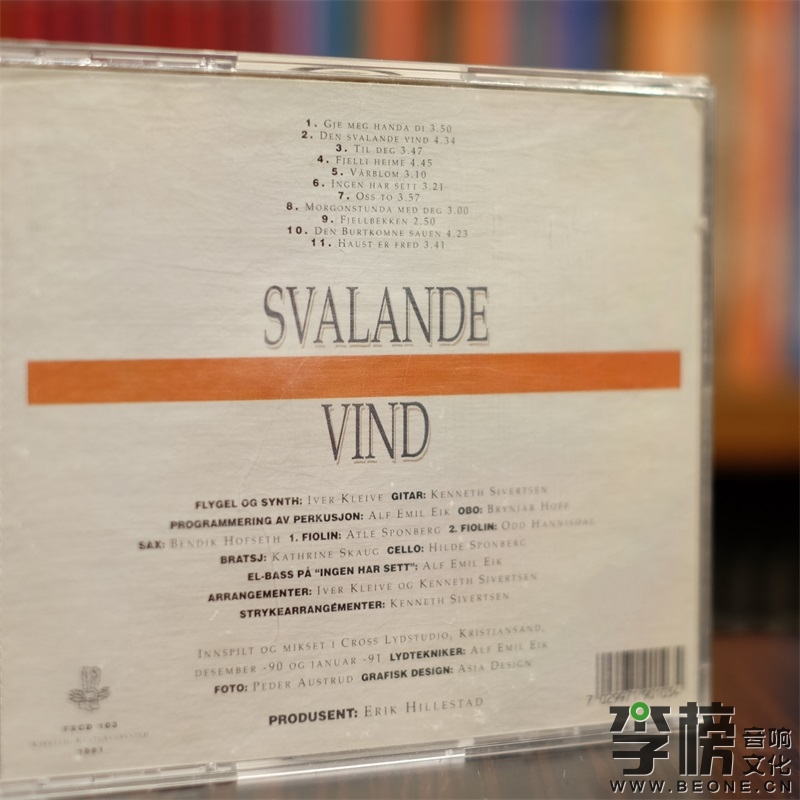 1. Gje meg handa di 3.50
2. Den svalande vind 4.34
3. Til deg 3.47
4. Fjelli heime 4.45
5. Vårblom 3.10
6. Ingen har sett 3.21
7. Oss to 3.57
8. Morgonstunda med deg 3.00
9. Fjellbekken 2.50
10. Den Burtkomne sauen 4.23
11. Haust er fred 3.41
SVALANDE
VIND
FLYGEL OG SYNTH: Iver Kleive GITAR: Kenneth Sivertsen
PROGRAMMERING AV PERKUSJON: Alf Emil Eik OBO: Brynjar Hoff
SAX: Bendik Hofseth 1. FIOLIN: Atle Sponberg 2. FIOLIN: Odd Hannisdal
BRATSJ: Kathrine Skaug CELLO: Hilde Sponberg
EL-BASS PÅ "INGEN HAR SETT": Alf Emil Eik
ARRANGEMENTER: Iver Kleive og Kenneth Sivertsen
STRYKEARRANGÉMENTER: Kenneth Sivertsen
Innspilt og mikset i Cross Lydstudio, Kristiansand,
desember -90 og januar -91 LYDTEKNIKER: Alf Emil Eik
FOTO: Peder Austrud GRAFISK DESIGN: Asia Design
PRODUSENT: Erik Hillestad
1991
李榜 音响文化
WWW.BEONE.CN